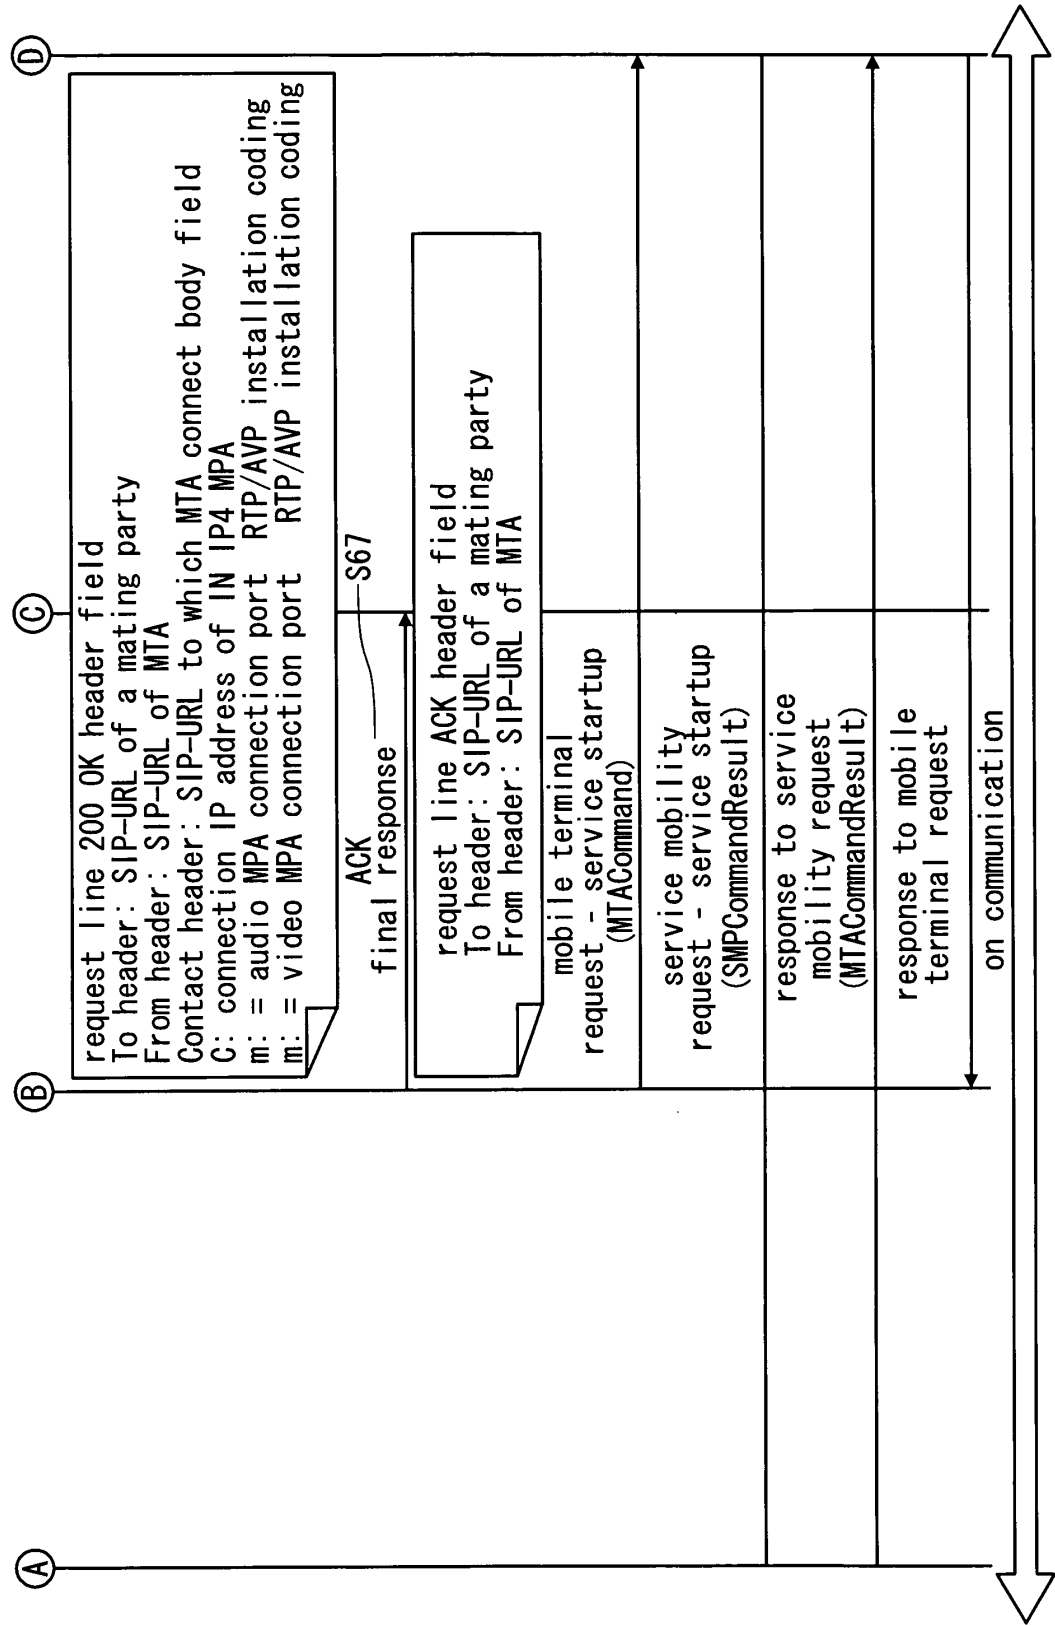 A
B
C
D
request line 200 OK header field
To header: SIP-URL of a mating party
From header: SIP-URL of MTA
Contact header: SIP-URL to which MTA connect body field
C: connection IP address of IN IP4 MPA
m: = audio MPA connection port RTP/AVP installation coding
m: = video MPA connection port RTP/AVP installation coding
ACK
final response
S67
request line ACK header field
To header: SIP-URL of a mating party
From header: SIP-URL of MTA
mobile terminal
request - service startup
(MTACommand)
service mobility
request - service startup
(SMPCommandResult)
response to service
mobility request
(MTACommandResult)
response to mobile
terminal request
on communication